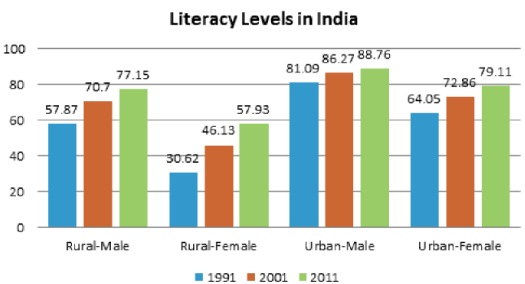 Literacy Levels in India
100
80
60
40
20
0
57.87 70.7 77.15
30.62 46.13 57.93
81.09 86.27 88.76
64.05 72.86 79.11
Rural-Male Rural-Female Urban-Male Urban-Female
1991 2001 2011